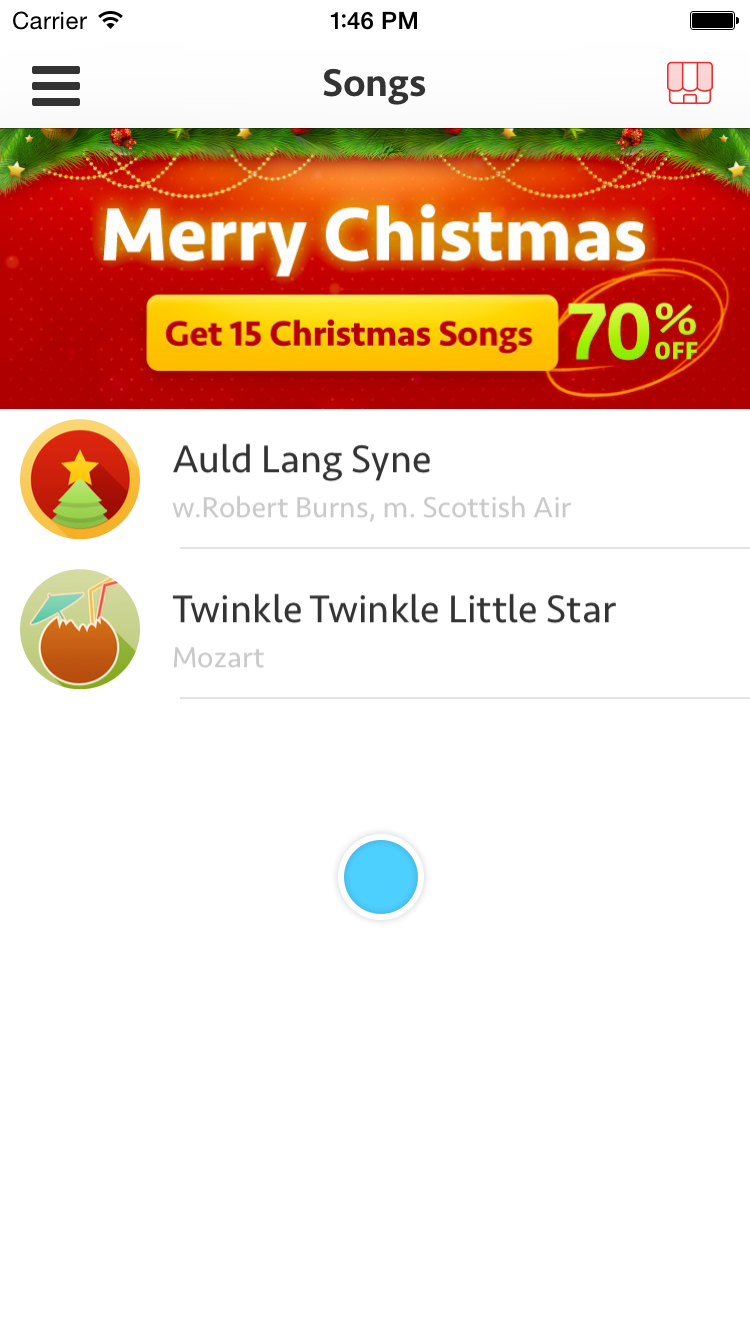 Carrier 1:46 PM
Songs
Merry Chistmas
Get 15 Christmas Songs 70% OFF
Auld Lang Syne
w.Robert Burns, m. Scottish Air
Twinkle Twinkle Little Star
Mozart